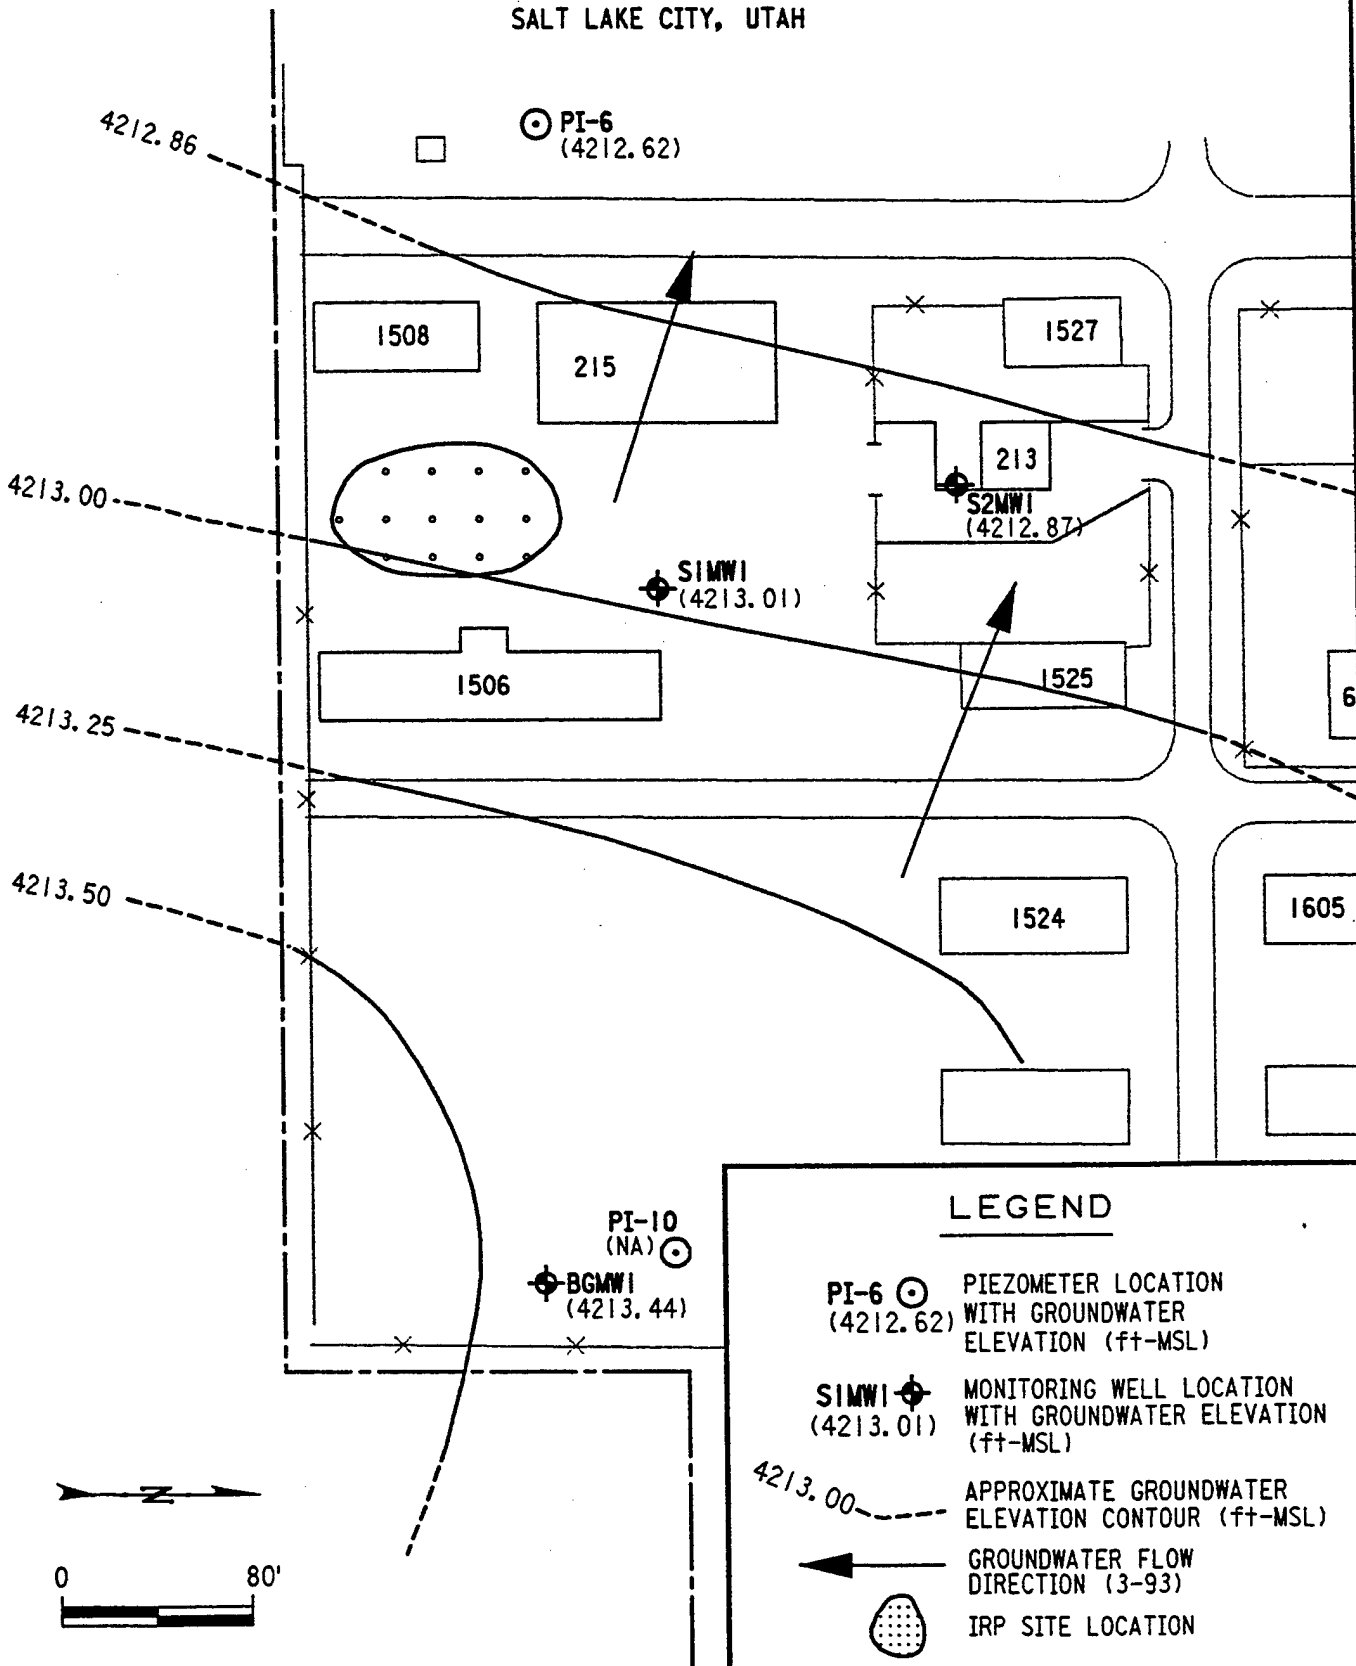 SALT LAKE CITY, UTAH
4212.86
PI-6
(4212.62)
1508
215
1527
213
4213.00
S2MW1
(4212.87)
S1MW1
(4213.01)
1506
1525
6
4213.25
4213.50
1524
1605
PI-10
(NA)
BGMW1
(4213.44)
LEGEND
PI-6
(4212.62)
PIEZOMETER LOCATION
WITH GROUNDWATER
ELEVATION (ft-MSL)
S1MW1
(4213.01)
MONITORING WELL LOCATION
WITH GROUNDWATER ELEVATION
(ft-MSL)
4213.00
APPROXIMATE GROUNDWATER
ELEVATION CONTOUR (ft-MSL)
GROUNDWATER FLOW
DIRECTION (3-93)
IRP SITE LOCATION
N
0 80'